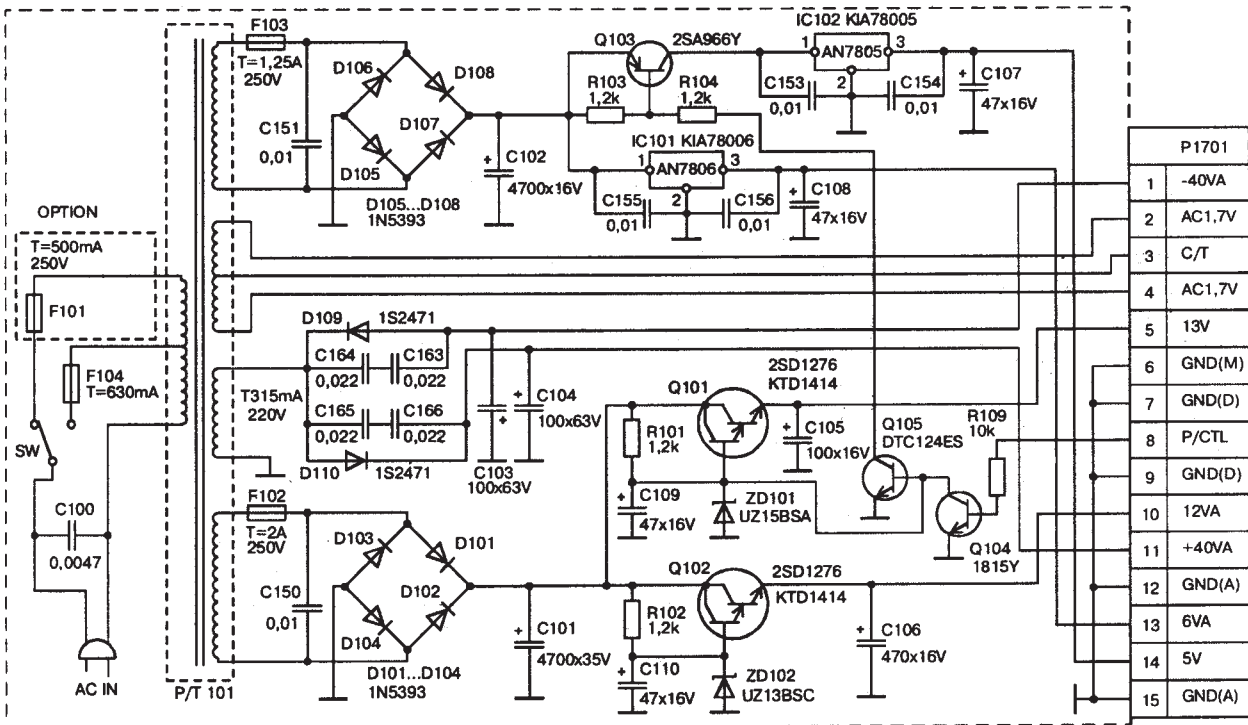 F103
T=1,25A
250V
D106
D108
D107
D105
C151
0,01
D105...D108
1N5393
C102
4700x16V
Q103
2SA966Y
R103
1,2k
R104
1,2k
IC102 KIA78005
1
AN7805
3
2
C153
0,01
C154
0,01
C107
47x16V
IC101 KIA78006
1
AN7806
3
2
C155
0,01
C156
0,01
C108
47x16V
OPTION
T=500mA
250V
F101
F104
T=630mA
SW
C100
0,0047
AC IN
P/T 101
D109
1S2471
C164
0,022
C163
0,022
T315mA
220V
C165
0,022
C166
0,022
D110
1S2471
C103
100x63V
C104
100x63V
F102
T=2A
250V
D103
D101
D102
D104
C150
0,01
D101...D104
1N5393
C101
4700x35V
Q101
2SD1276
KTD1414
R101
1,2k
C109
47x16V
ZD101
UZ15BSA
C105
100x16V
Q105
DTC124ES
R109
10k
Q104
1815Y
Q102
2SD1276
KTD1414
R102
1,2k
C110
47x16V
ZD102
UZ13BSC
C106
470x16V
P1701
1 -40VA
2 AC1,7V
3 C/T
4 AC1,7V
5 13V
6 GND(M)
7 GND(D)
8 P/CTL
9 GND(D)
10 12VA
11 +40VA
12 GND(A)
13 6VA
14 5V
15 GND(A)